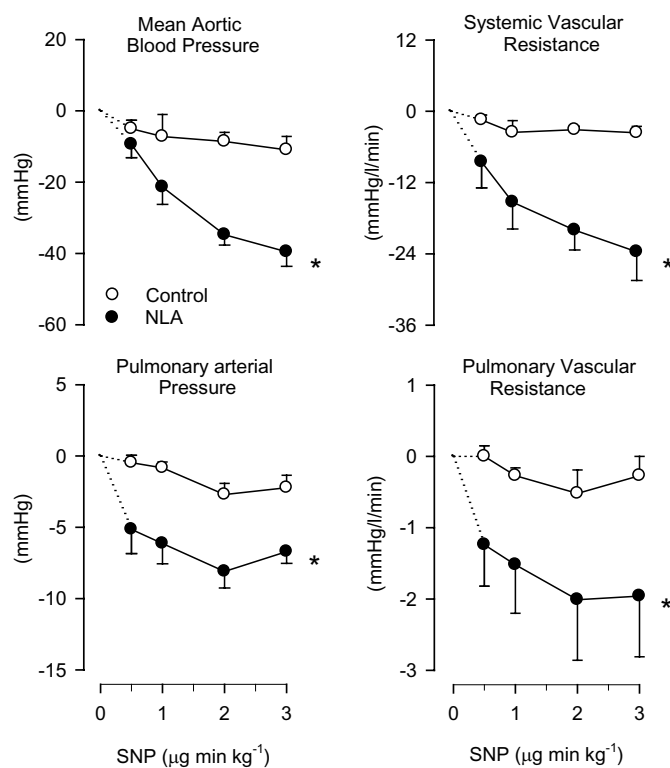 Mean Aortic
Blood Pressure
20
0
-20
-40
-60
(mmHg)
*
Control
NLA
Systemic Vascular
Resistance
12
0
-12
-24
-36
(mmHg/l/min)
*
Pulmonary arterial
Pressure
5
0
-5
-10
-15
(mmHg)
*
0 1 2 3
SNP (μg min kg⁻¹)
Pulmonary Vascular
Resistance
1
0
-1
-2
-3
(mmHg/l/min)
*
0 1 2 3
SNP (μg min kg⁻¹)